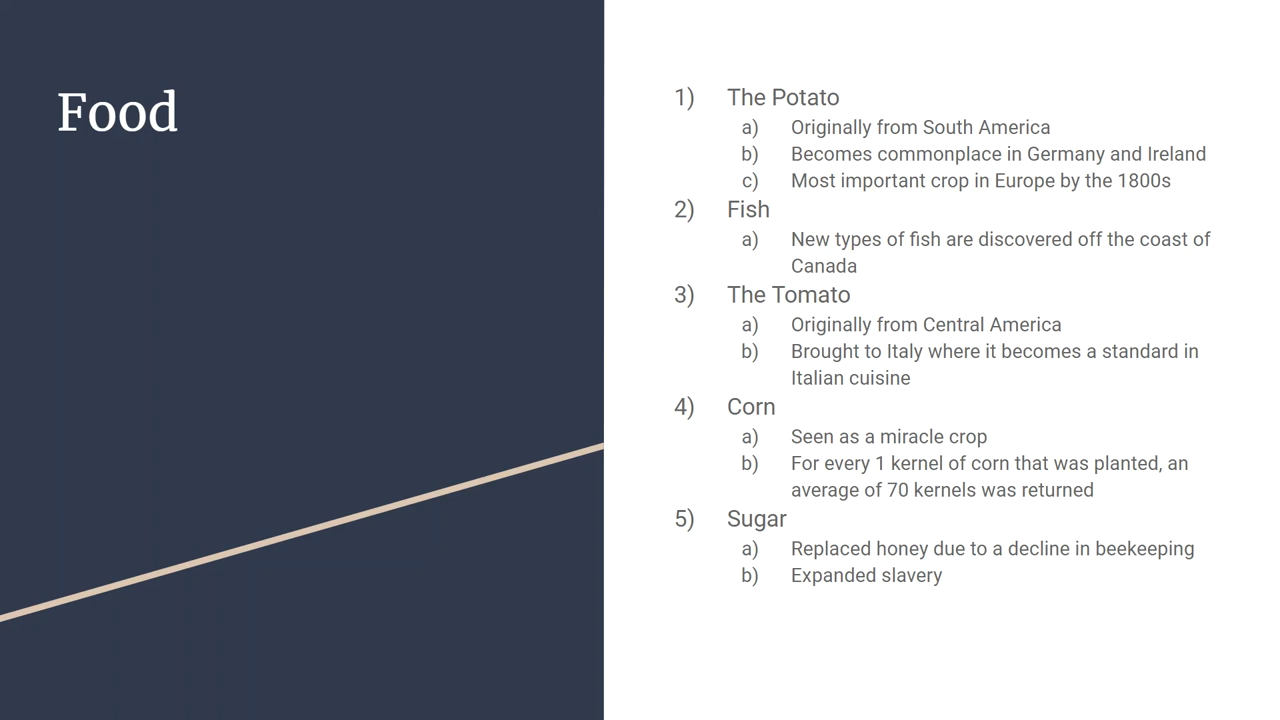 Food
1) The Potato
a) Originally from South America
b) Becomes commonplace in Germany and Ireland
c) Most important crop in Europe by the 1800s
2) Fish
a) New types of fish are discovered off the coast of
Canada
3) The Tomato
a) Originally from Central America
b) Brought to Italy where it becomes a standard in
Italian cuisine
4) Corn
a) Seen as a miracle crop
b) For every 1 kernel of corn that was planted, an
average of 70 kernels was returned
5) Sugar
a) Replaced honey due to a decline in beekeeping
b) Expanded slavery